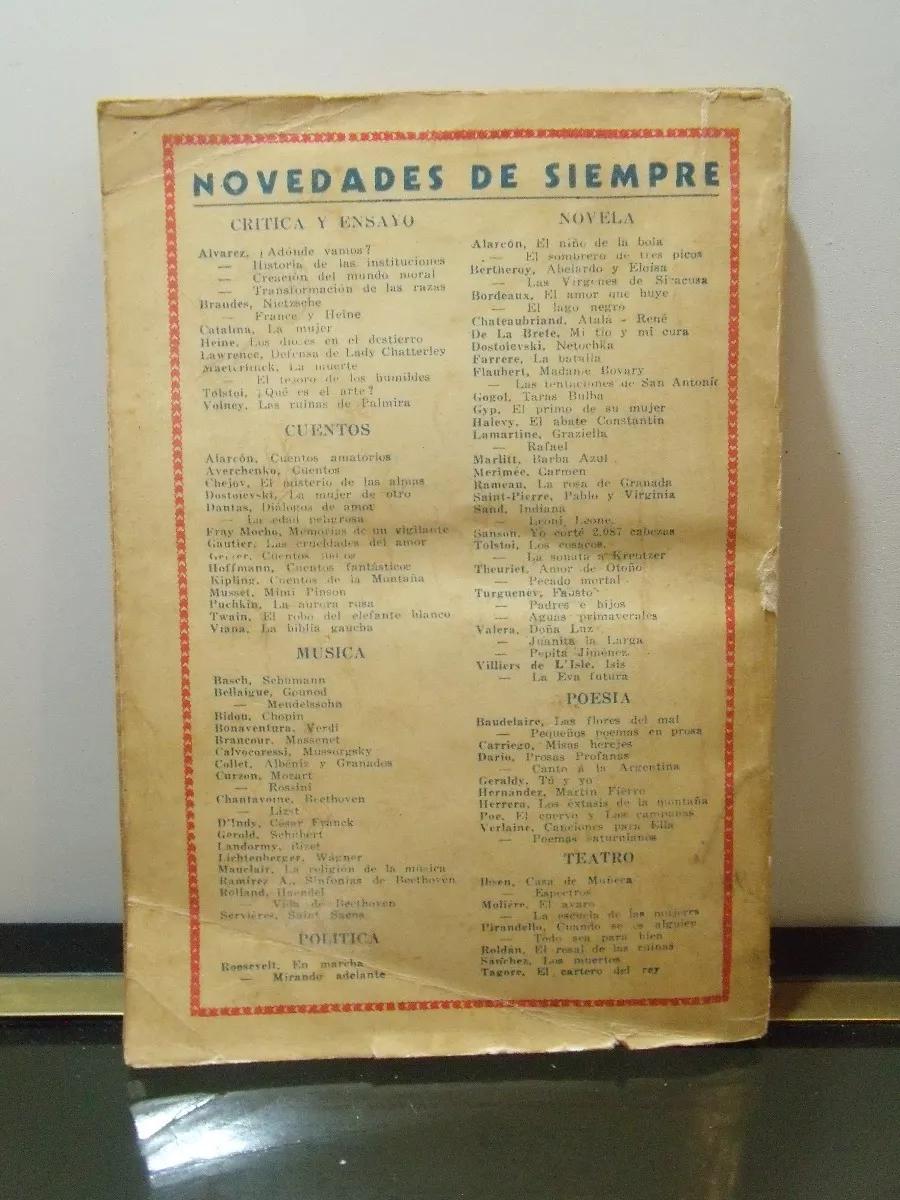 NOVEDADES DE SIEMPRE
CRITICA Y ENSAYO
Alvarez, ¿Adónde vamos?
— Historia de las instituciones
— Creación del mundo moral
— Transformación de las razas
Brandes, Nietzsche
— France y Heine
Catalina, La mujer
Heine, Los dioses en el destierro
Lawrence, Defensa de Lady Chatterley
Maeterlinck, La muerte
— El tesoro de los humildes
Tolstoi, ¿Qué es el arte?
Volney, Las ruinas de Palmira
CUENTOS
Alarcón, Cuentos amatorios
Averchenko, Cuentos
Chejov, El misterio de las almas
Dostoievski, La mujer de otro
Dantas, Diálogos de amor
— La edad peligrosa
Fray Mocho, Memorias de un vigilante
Gautier, Las crueldades del amor
Cuentos
Hoffmann, Cuentos fantásticos
Kipling, Cuentos de la Montaña
Musset, Mimi Pinson
Puchkin, La aurora rusa
Twain, El robo del elefante blanco
Viana, La biblia gaucha
MUSICA
Basch, Schumann
Bellaigue, Gounod
— Mendelssohn
Bidou, Chopin
Bonaventura, Verdi
Brancour, Massenet
Calvocoressi, Mussorgsky
Collet, Albéniz y Granados
Curzon, Mozart
— Rossini
Chantavoine, Beethoven
— Liszt
D'Indy, César Franck
Gerold, Schubert
Landormy, Bizet
Lichtenberger, Wágner
Mauclair, La religión de la música
Ramírez A., Sinfonías de Beethoven
Rolland, Haendel
— Vida de Beethoven
Servières, Saint Saens
POLITICA
Roosevelt, En marcha
— Mirando adelante
NOVELA
Alarcón, El niño de la bola
— El sombrero de tres picos
Bertheroy, Abelardo y Eloísa
— Las Vírgenes de Siracusa
Bordeaux, El amor que huye
— El lago negro
Chateaubriand, Atala - René
De La Brete, Mi tío y mi cura
Dostoievski, Netochka
Farrere, La batalla
Flaubert, Madame Bovary
— Las tentaciones de San Antonio
Gogol, Taras Bulba
Gyp, El primo de su mujer
Halevy, El abate Constantin
Lamartine, Graziella
— Rafael
Marlitt, Barba Azul
Merimée, Carmen
Rameau, La rosa de Granada
Saint-Pierre, Pablo y Virginia
Sand, Indiana
— Leoni, Leone.
Sanson, Yo corté 2.087 cabezas
Tolstoi, Los cosacos.
— La sonata a Kreutzer
Theuriet, Amor de Otoño
— Pecado mortal
Turguenev, Fausto
— Padres e hijos
— Aguas primaverales
Valera, Doña Luz
— Juanita la Larga
— Pepita Jiménez
Villiers de L'Isle, Isis
— La Eva futura
POESIA
Baudelaire, Las flores del mal
— Pequeños poemas en prosa
Carriego, Misas herejes
Darío, Prosas Profanas
— Canto a la Argentina
Geraldy, Tú y yo
Hernández, Martín Fierro
Herrera, Los éxtasis de la montaña
Poe, El cuervo y Las campanas
Verlaine, Canciones para Ella
— Poemas saturnianos
TEATRO
Ibsen, Casa de Muñeca
— Espectros
Molière, El avaro
— La escuela de las mujeres
Pirandello, Cuando se es alguien
— Todo sea para bien
Roldán, El rosal de las ruinas
Sánchez, Los muertos
Tagore, El cartero del rey